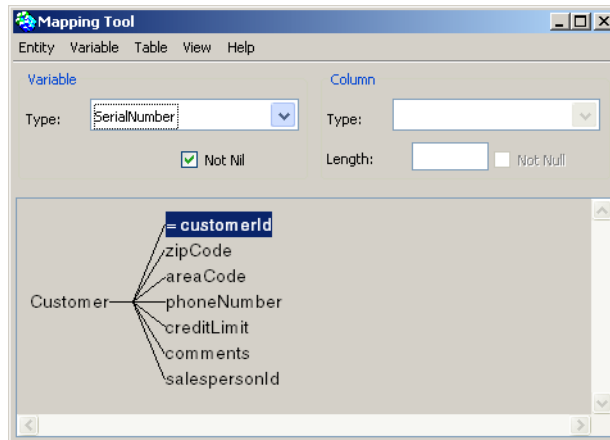 Mapping Tool
Entity Variable Table View Help
Variable Column
Type: SerialNumber Type:
Not Nil Length: Not Null
= customerId
zipCode
areaCode
Customer phoneNumber
creditLimit
comments
salespersonId